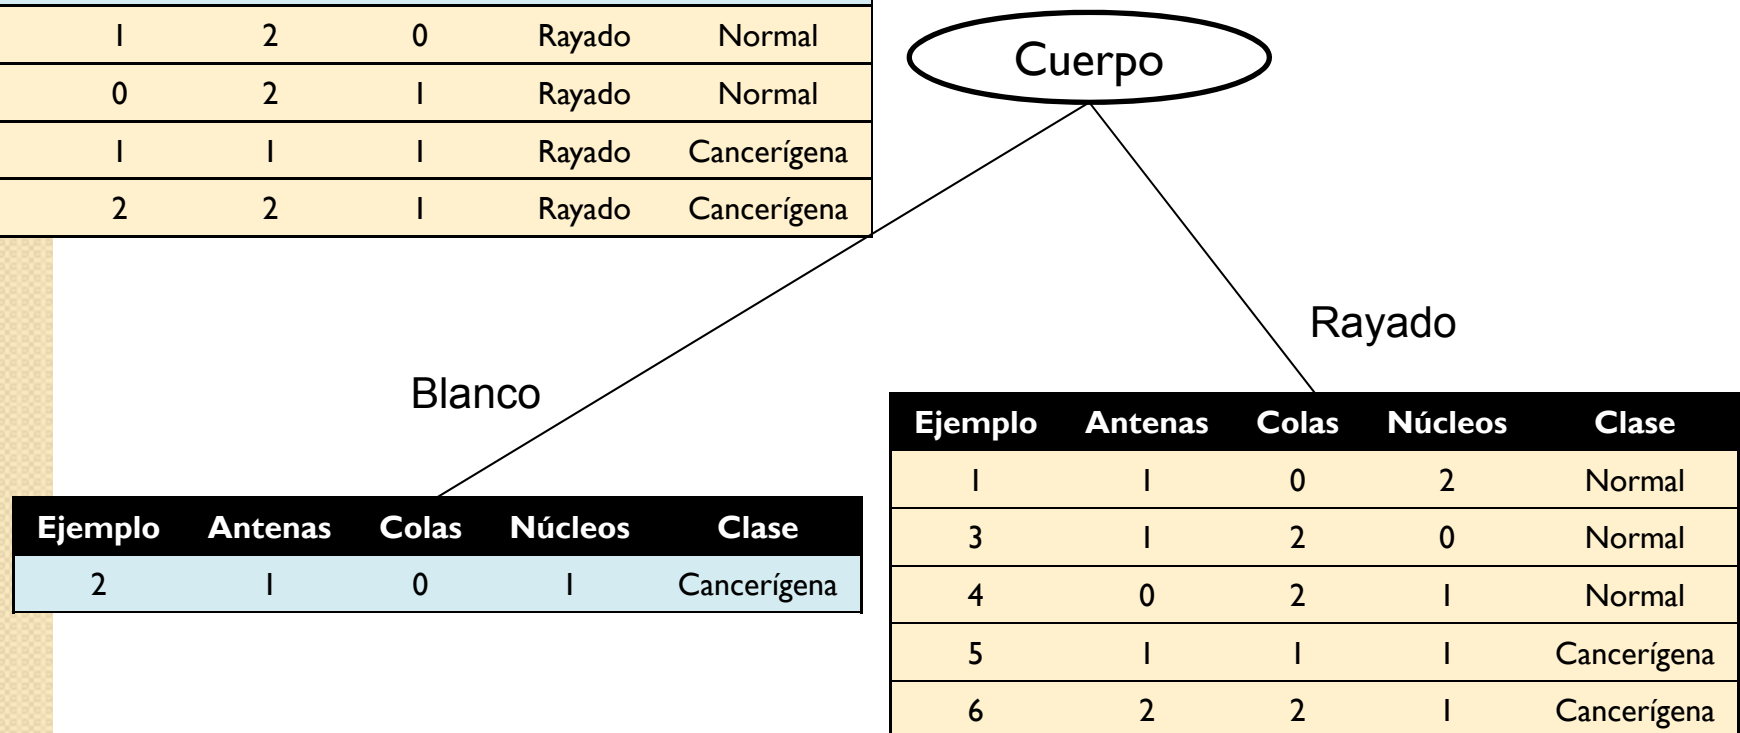 1 2 0 Rayado Normal
0 2 1 Rayado Normal
1 1 1 Rayado Cancerígena
2 2 1 Rayado Cancerígena
Cuerpo
Rayado
Blanco
Ejemplo Antenas Colas Núcleos Clase
2 1 0 1 Cancerígena
Ejemplo Antenas Colas Núcleos Clase
1 1 0 2 Normal
3 1 2 0 Normal
4 0 2 1 Normal
5 1 1 1 Cancerígena
6 2 2 1 Cancerígena